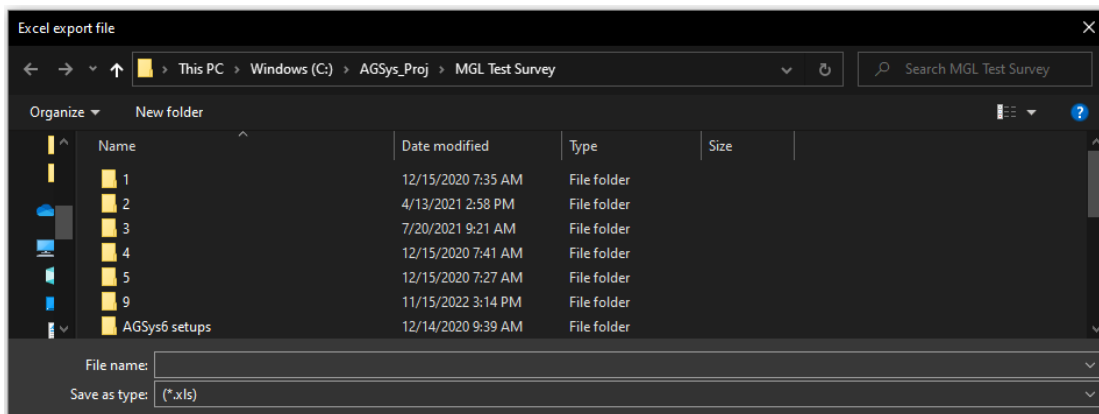 Excel export file
This PC > Windows (C:) > AGSys_Proj > MGL Test Survey
Search MGL Test Survey
Organize
New folder
Name Date modified Type Size
1 12/15/2020 7:35 AM File folder
2 4/13/2021 2:58 PM File folder
3 7/20/2021 9:21 AM File folder
4 12/15/2020 7:41 AM File folder
5 12/15/2020 7:27 AM File folder
9 11/15/2022 3:14 PM File folder
AGSys6 setups 12/14/2020 9:39 AM File folder
File name:
Save as type: (*.xls)